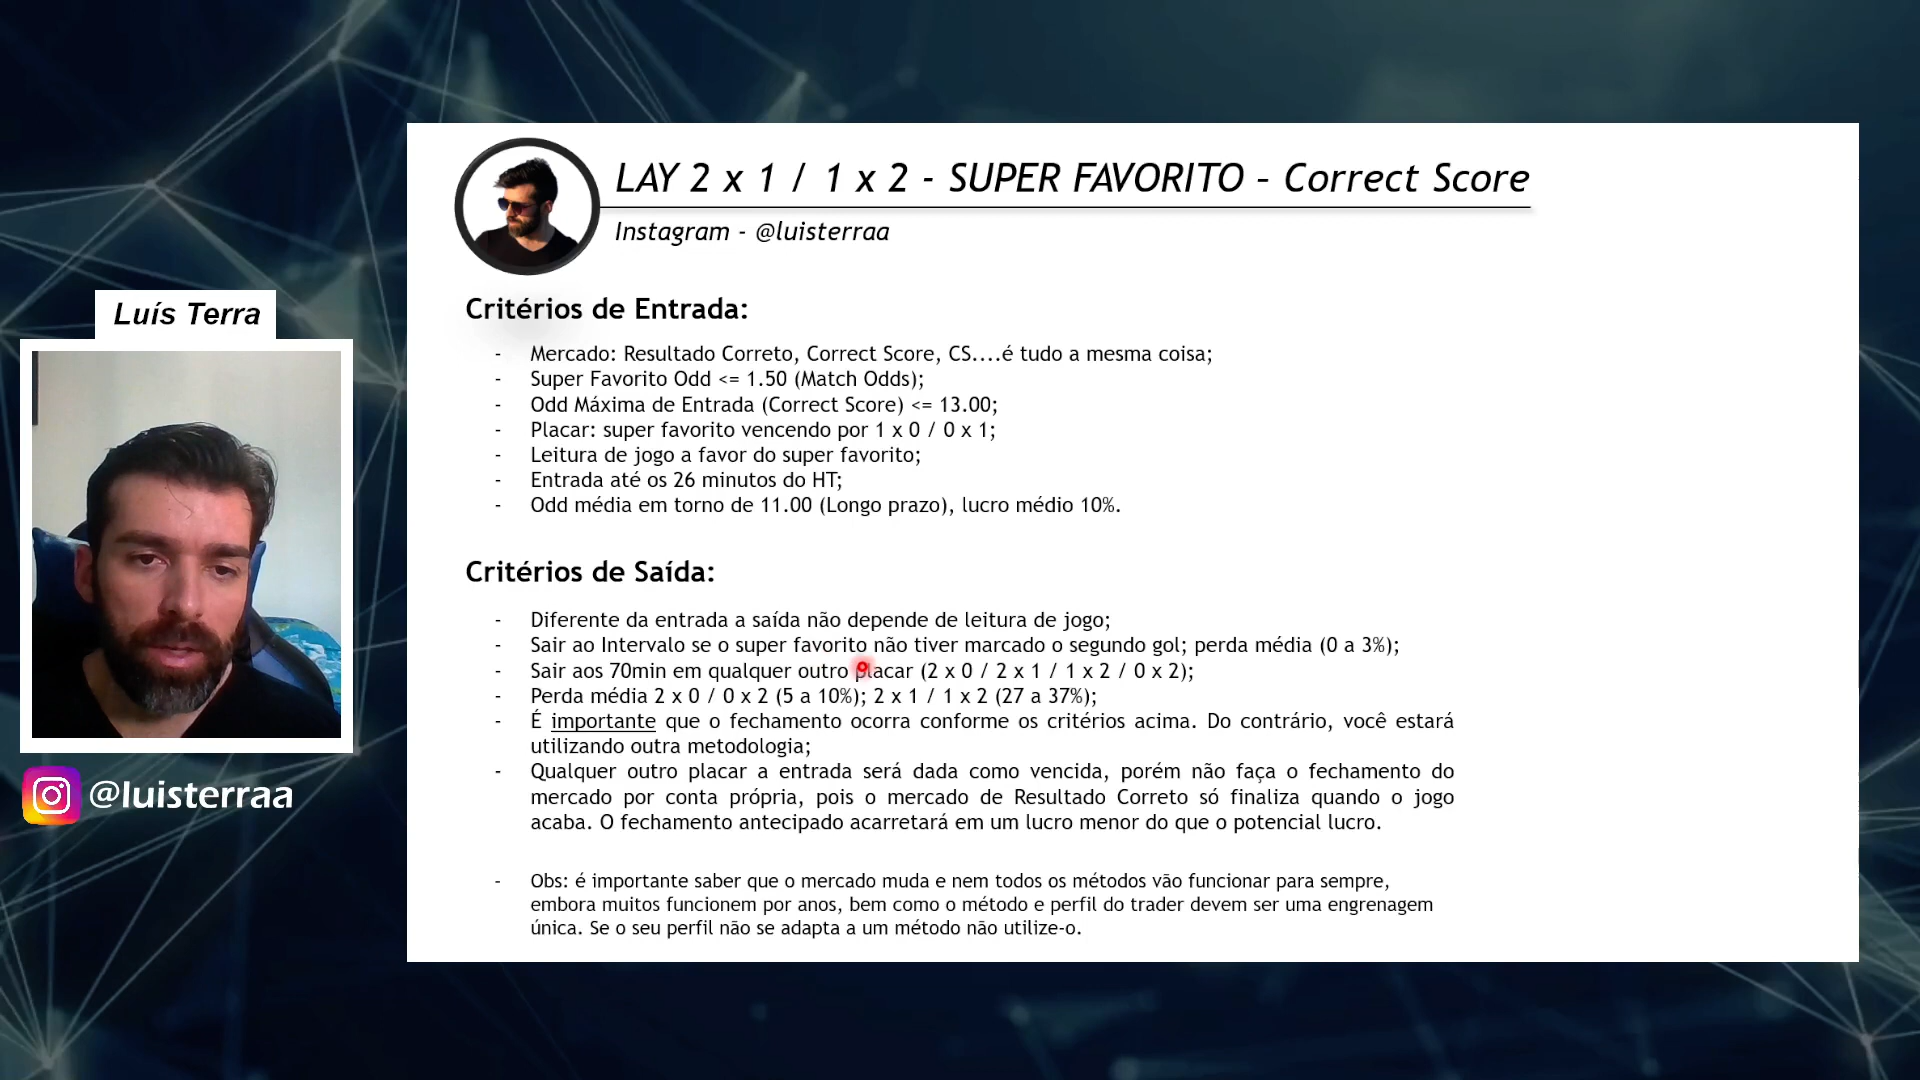 LAY 2 x 1 / 1 x 2 - SUPER FAVORITO – Correct Score
Instagram - @luisterraa
Luís Terra
@luisterraa
Critérios de Entrada:
- Mercado: Resultado Correto, Correct Score, CS....é tudo a mesma coisa;
- Super Favorito Odd <= 1.50 (Match Odds);
- Odd Máxima de Entrada (Correct Score) <= 13.00;
- Placar: super favorito vencendo por 1 x 0 / 0 x 1;
- Leitura de jogo a favor do super favorito;
- Entrada até os 26 minutos do HT;
- Odd média em torno de 11.00 (Longo prazo), lucro médio 10%.
Critérios de Saída:
- Diferente da entrada a saída não depende de leitura de jogo;
- Sair ao Intervalo se o super favorito não tiver marcado o segundo gol; perda média (0 a 3%);
- Sair aos 70min em qualquer outro placar (2 x 0 / 2 x 1 / 1 x 2 / 0 x 2);
- Perda média 2 x 0 / 0 x 2 (5 a 10%); 2 x 1 / 1 x 2 (27 a 37%);
- É importante que o fechamento ocorra conforme os critérios acima. Do contrário, você estará
utilizando outra metodologia;
- Qualquer outro placar a entrada será dada como vencida, porém não faça o fechamento do
mercado por conta própria, pois o mercado de Resultado Correto só finaliza quando o jogo
acaba. O fechamento antecipado acarretará em um lucro menor do que o potencial lucro.
- Obs: é importante saber que o mercado muda e nem todos os métodos vão funcionar para sempre,
embora muitos funcionem por anos, bem como o método e perfil do trader devem ser uma engrenagem
única. Se o seu perfil não se adapta a um método não utilize-o.